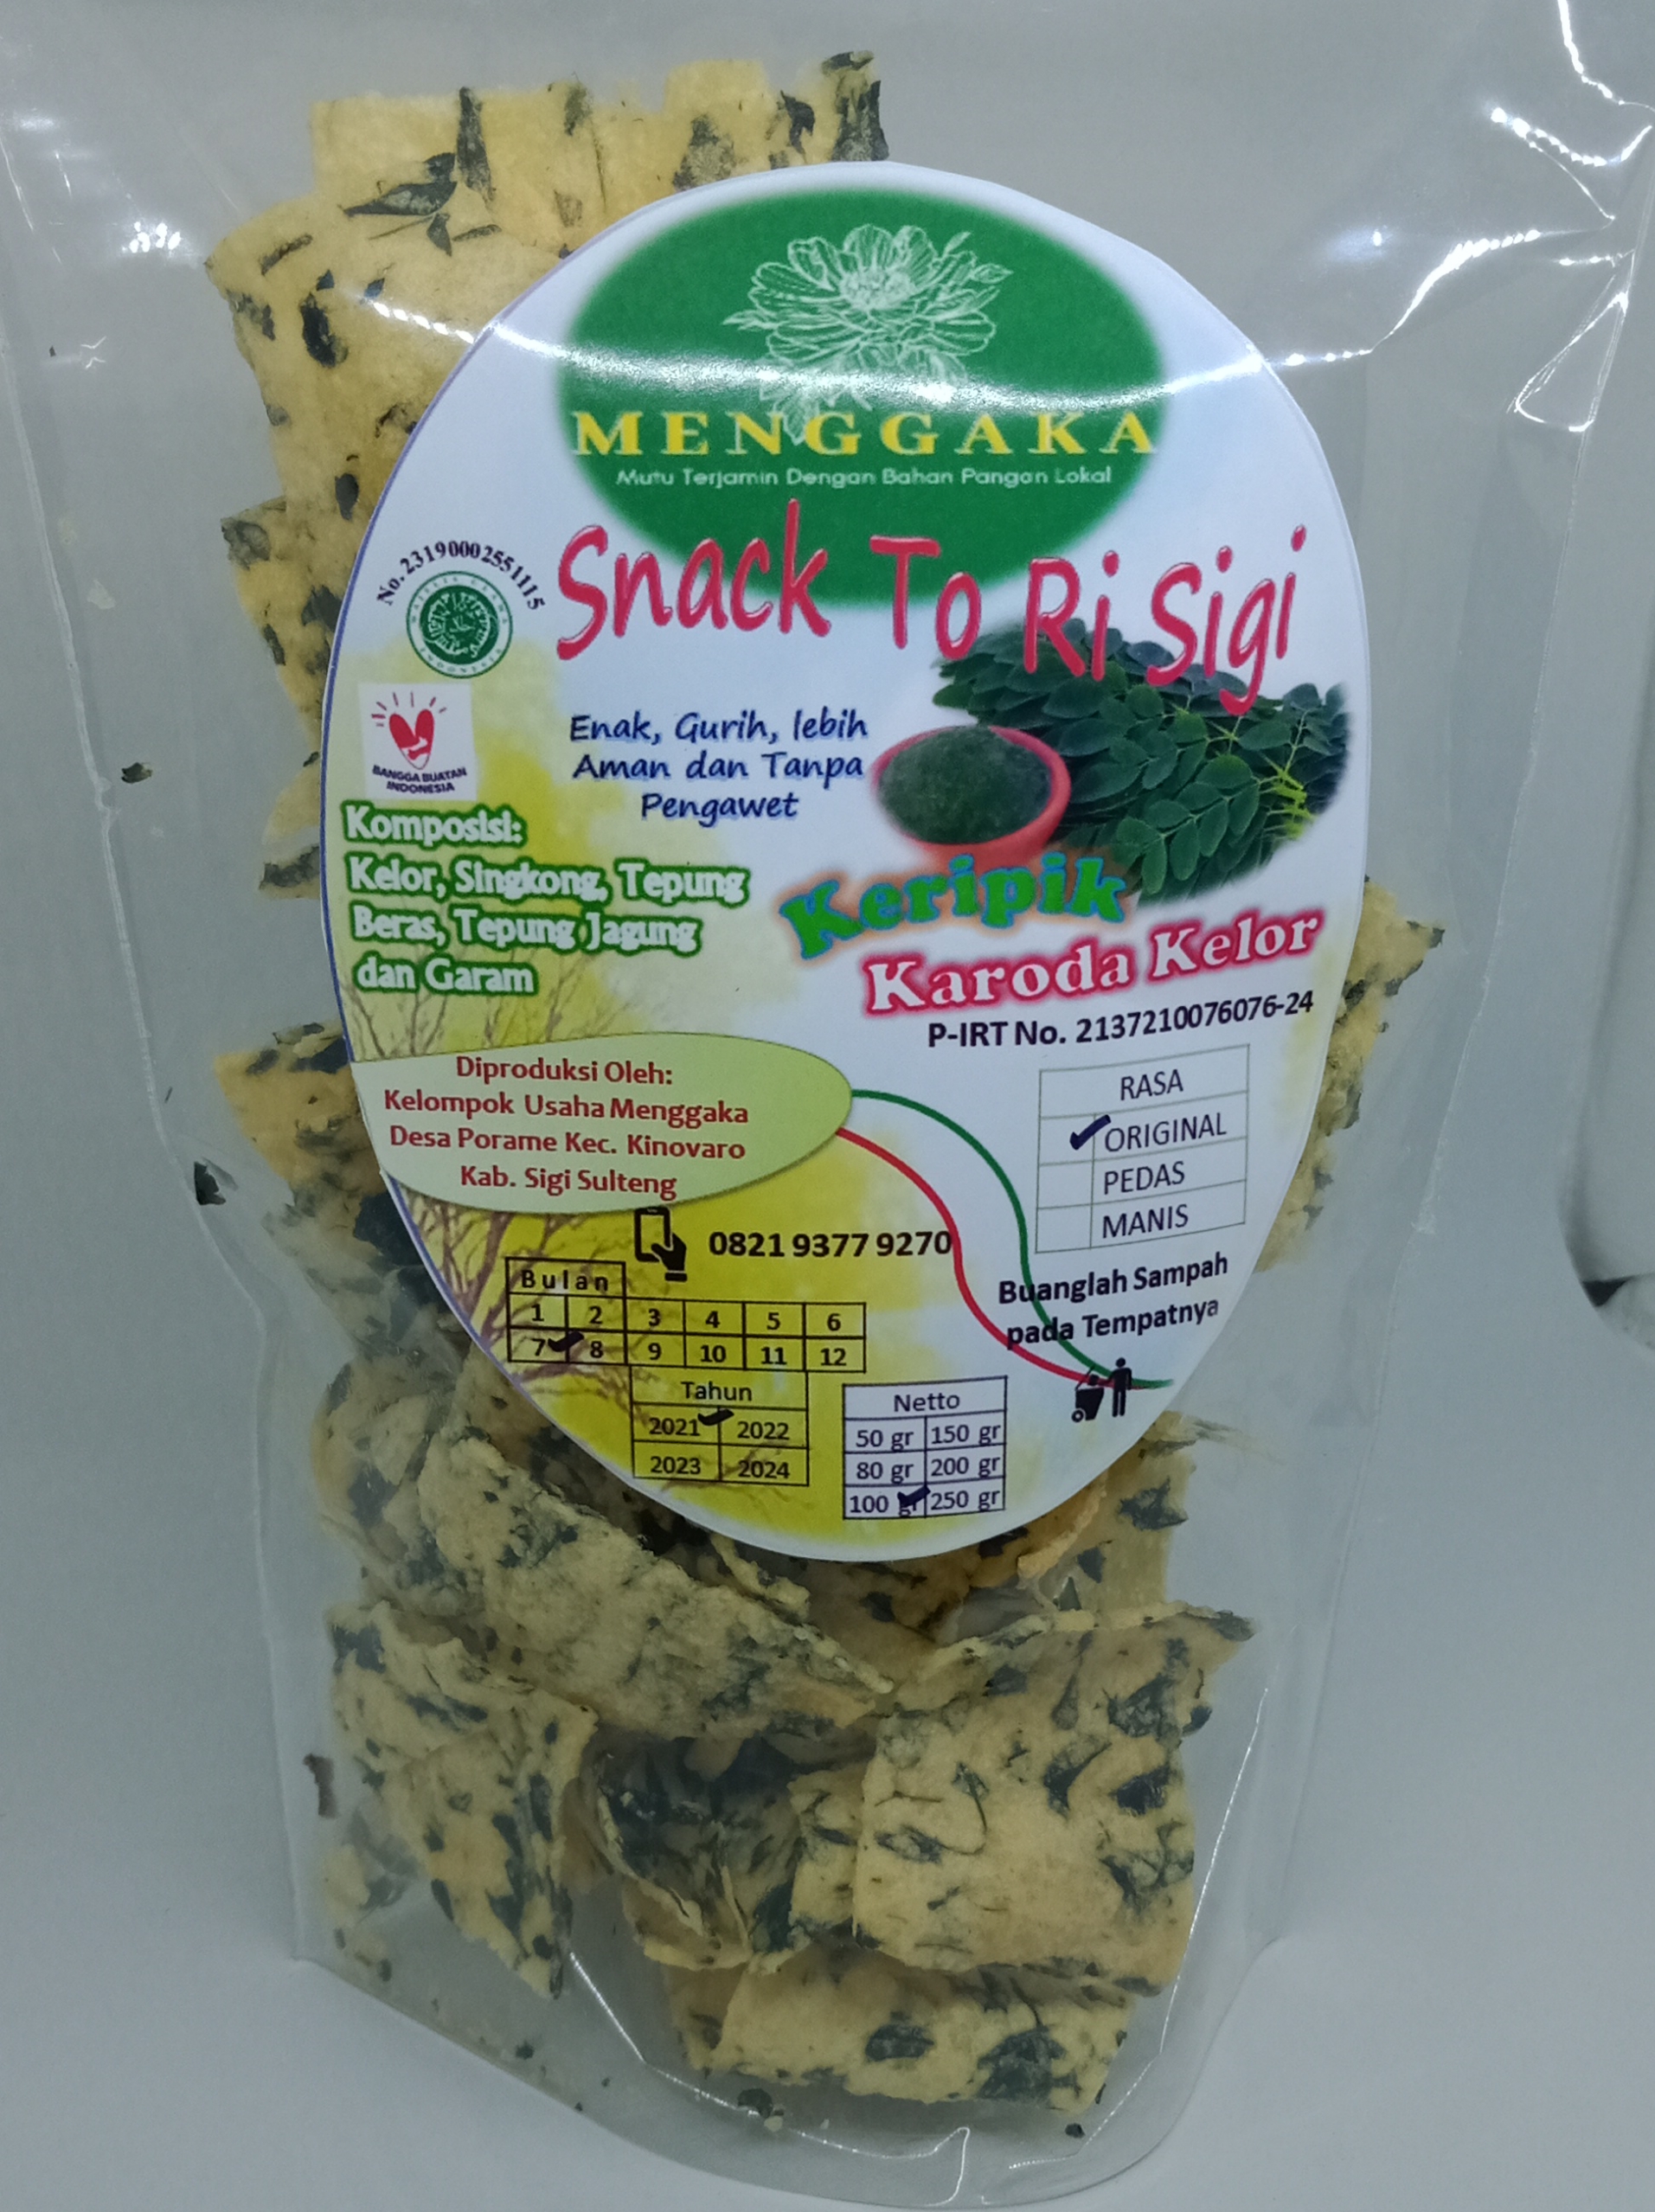 MENGGAKA
Mutu Terjamin Dengan Bahan Pangan Lokal
Snack To Ri Sigi
No. 23190002551115
MAJELIS ULAMA
INDONESIA
BANGGA BUATAN
INDONESIA
Enak, Gurih, lebih
Aman dan Tanpa
Pengawet
Komposisi:
Kelor, Singkong, Tepung
Beras, Tepung Jagung
dan Garam
Keripik
Karoda Kelor
P-IRT No. 2137210076076-24
Diproduksi Oleh:
Kelompok Usaha Menggaka
Desa Porame Kec. Kinovaro
Kab. Sigi Sulteng
0821 9377 9270
RASA
ORIGINAL
PEDAS
MANIS
Buanglah Sampah
pada Tempatnya
Bulan
1 2 3 4 5 6
7 8 9 10 11 12
Tahun
2021 2022
2023 2024
Netto
50 gr 150 gr
80 gr 200 gr
100 gr 250 gr